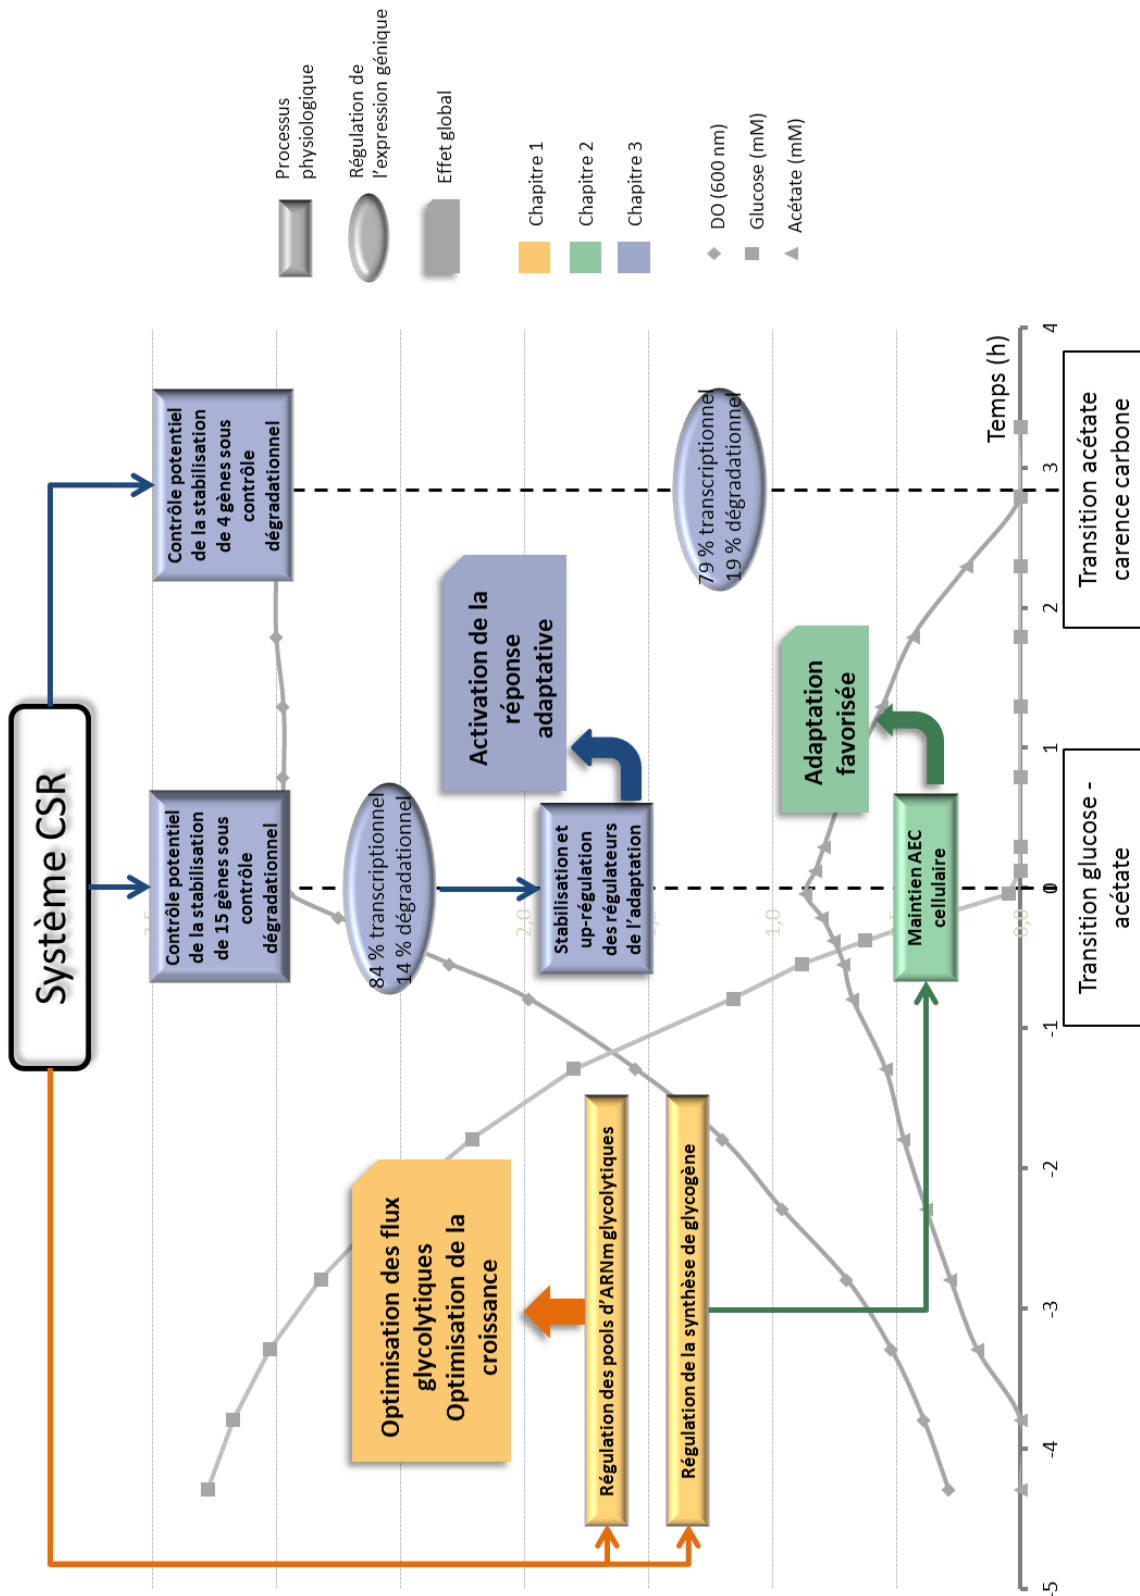 Système CSR
Contrôle potentiel
de la stabilisation
de 15 gènes sous
contrôle
dégradationnel
Contrôle potentiel
de la stabilisation
de 4 gènes sous
contrôle
dégradationnel
84 % transcriptionnel
14 % dégradationnel
Optimisation des flux
glycolytiques
Optimisation de la
croissance
Activation de la
réponse
adaptative
Stabilisation et
up-régulation
des régulateurs
de l'adaptation
Régulation des pools d'ARNm glycolytiques
Régulation de la synthèse de glycogène
79 % transcriptionnel
19 % dégradationnel
Adaptation
favorisée
Maintien AEC
cellulaire
2,0
1,0
0,0
Temps (h)
-5
-4
-3
-2
-1
0
1
2
3
4
Transition glucose -
acétate
Transition acétate
carence carbone
Processus
physiologique
Régulation de
l'expression génique
Effet global
Chapitre 1
Chapitre 2
Chapitre 3
DO (600 nm)
Glucose (mM)
Acétate (mM)